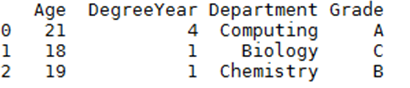 Age DegreeYear Department Grade
0 21 4 Computing A
1 18 1 Biology C
2 19 1 Chemistry B